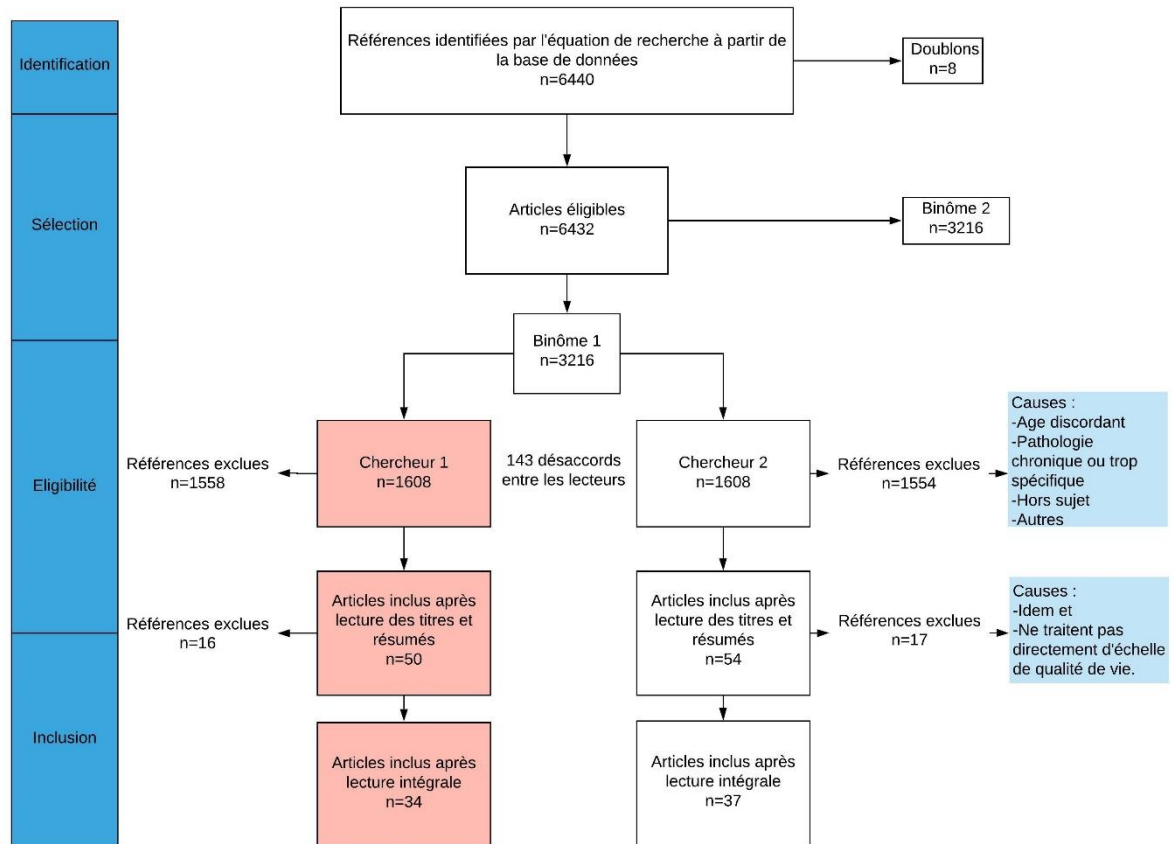 Identification
Références identifiées par l'équation de recherche à partir de
la base de données
n=6440
Doublons
n=8
Sélection
Articles éligibles
n=6432
Binôme 2
n=3216
Binôme 1
n=3216
Eligibilité
Références exclues
n=1558
Chercheur 1
n=1608
143 désaccords
entre les lecteurs
Chercheur 2
n=1608
Références exclues
n=1554
Causes :
-Age discordant
-Pathologie
chronique ou trop
spécifique
-Hors sujet
-Autres
Références exclues
n=16
Articles inclus après
lecture des titres et
résumés
n=50
Articles inclus après
lecture des titres et
résumés
n=54
Références exclues
n=17
Causes :
-Idem et
-Ne traitent pas
directement d'échelle
de qualité de vie.
Inclusion
Articles inclus après
lecture intégrale
n=34
Articles inclus après
lecture intégrale
n=37